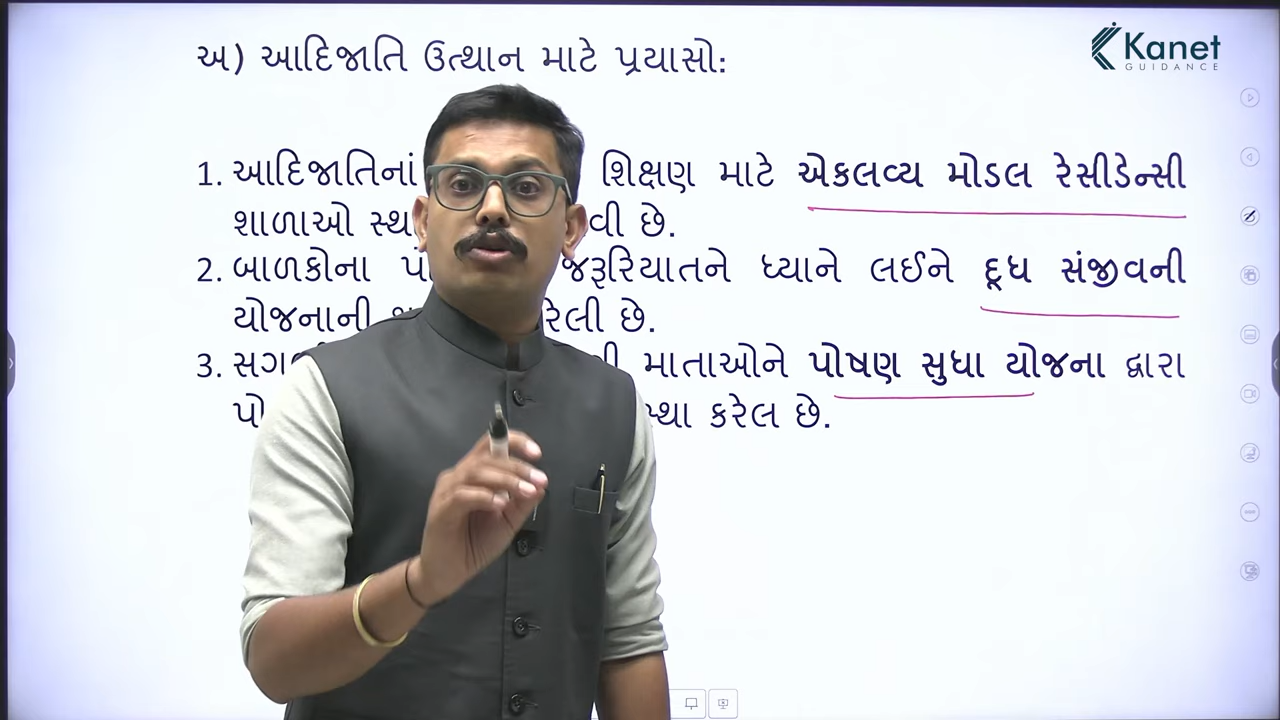 Kanet
GUIDANCE
અ) આદિજાતિ ઉત્થાન માટે પ્રયાસો:
1. આદિજાતિનાં શિક્ષણ માટે એકલવ્ય મોડલ રેસીડેન્સી
શાળાઓ છે.
2. બાળકોના જરૂરિયાતને ધ્યાને લઈને દૂધ સંજીવની
યોજનાની છે.
3. માતાઓને પોષણ સુધા યોજના દ્વારા
કરેલ છે.